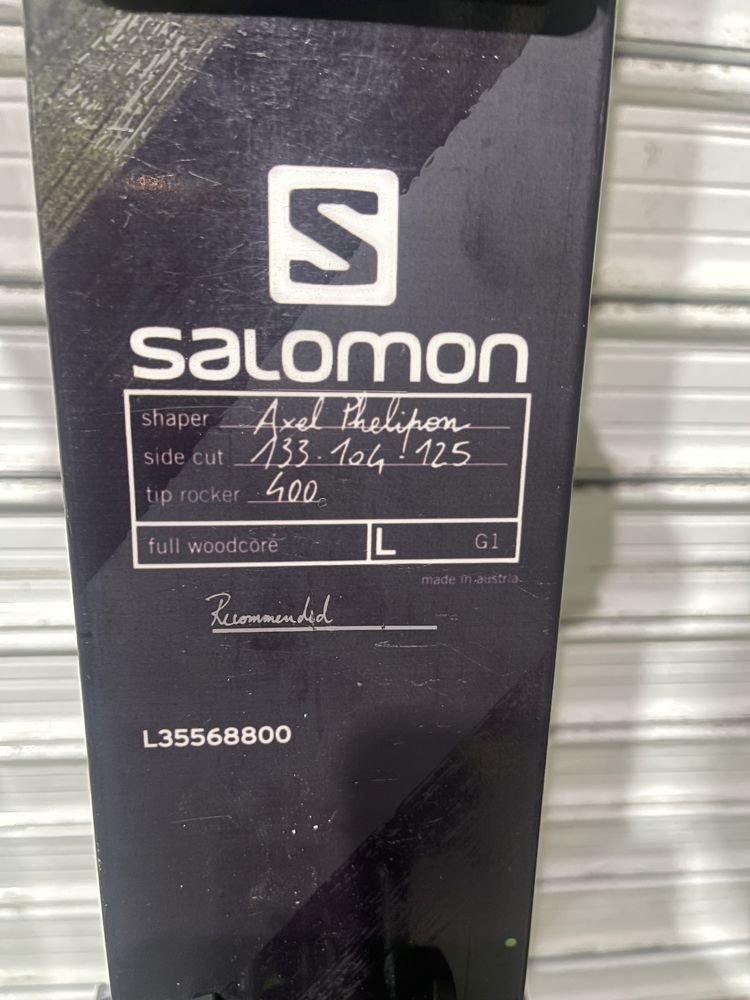 S
salomon
shaper Axel Phelipon
side cut 133.104.125
tip rocker 400
full woodcore L G1
made in austria
Recommendid
L35568800